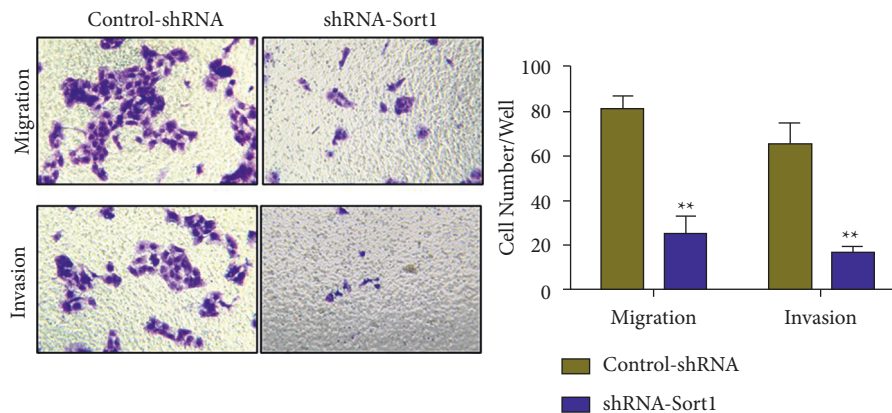 Control-shRNA
shRNA-Sort1
Migration
Invasion
Cell Number/Well
100
80
60
40
20
0
**
**
Migration
Invasion
Control-shRNA
shRNA-Sort1